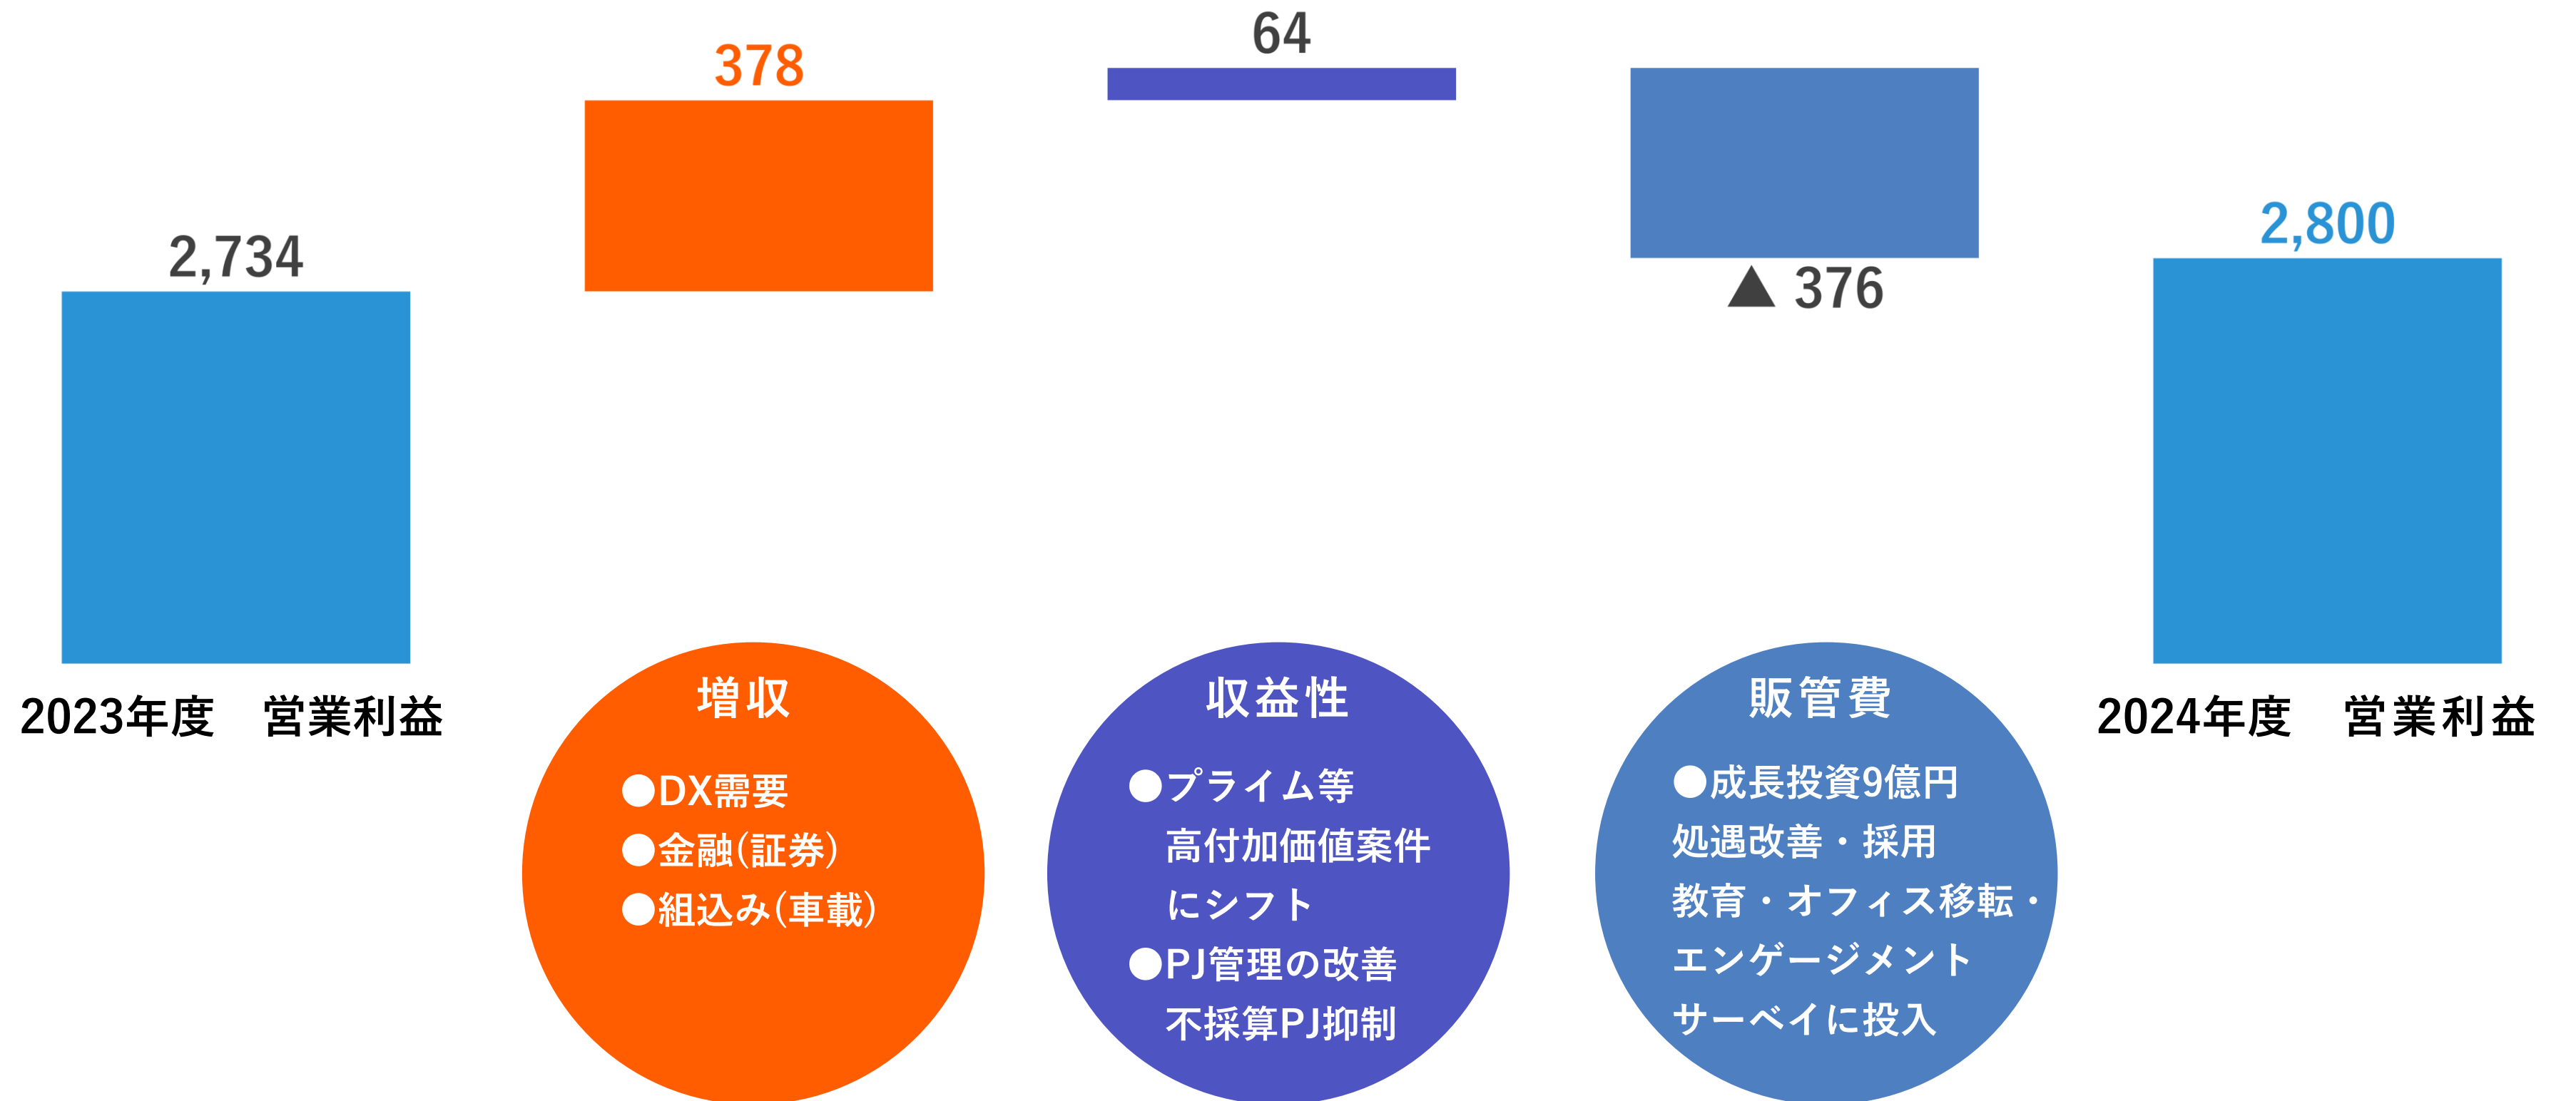 2,734
378
64
▲ 376
2,800
2023年度　営業利益
増収
●DX需要
●金融(証券)
●組込み(車載)
収益性
●プライム等
高付加価値案件
にシフト
●PJ管理の改善
不採算PJ抑制
販管費
●成長投資9億円
処遇改善・採用
教育・オフィス移転・
エンゲージメント
サーベイに投入
2024年度　営業利益